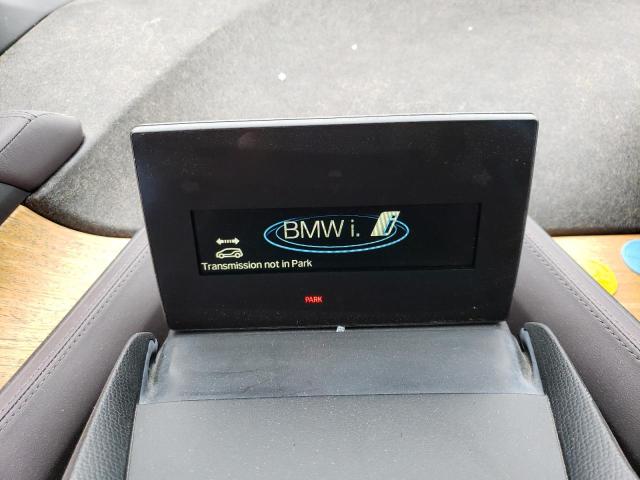 BMW i.
i
Transmission not in Park
PARK